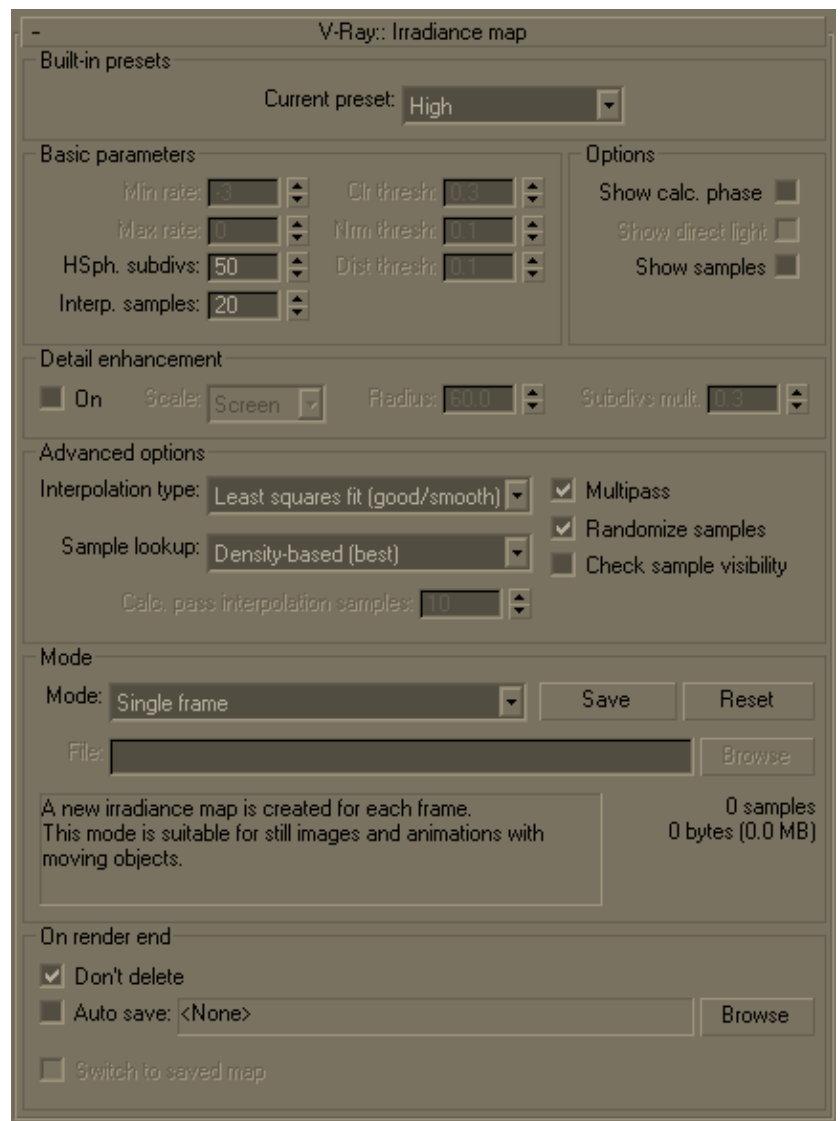 - V-Ray:: Irradiance map
Built-in presets
Current preset: High
Basic parameters
Min rate: -3 Clr thresh: 0.3
Max rate: 0 Nrm thresh: 0.1
HSph. subdivs: 50 Dist thresh: 0.1
Interp. samples: 20
Options
Show calc. phase
Show direct light
Show samples
Detail enhancement
On Scale: Screen Radius: 60.0 Subdivs mult. 0.3
Advanced options
Interpolation type: Least squares fit (good/smooth) Multipass
Randomize samples
Sample lookup: Density-based (best)
Check sample visibility
Calc. pass interpolation samples: 10
Mode
Mode: Single frame Save Reset
File: Browse
A new irradiance map is created for each frame.
This mode is suitable for still images and animations with
moving objects.
0 samples
0 bytes (0.0 MB)
On render end
Don't delete
Auto save: <None> Browse
Switch to saved map